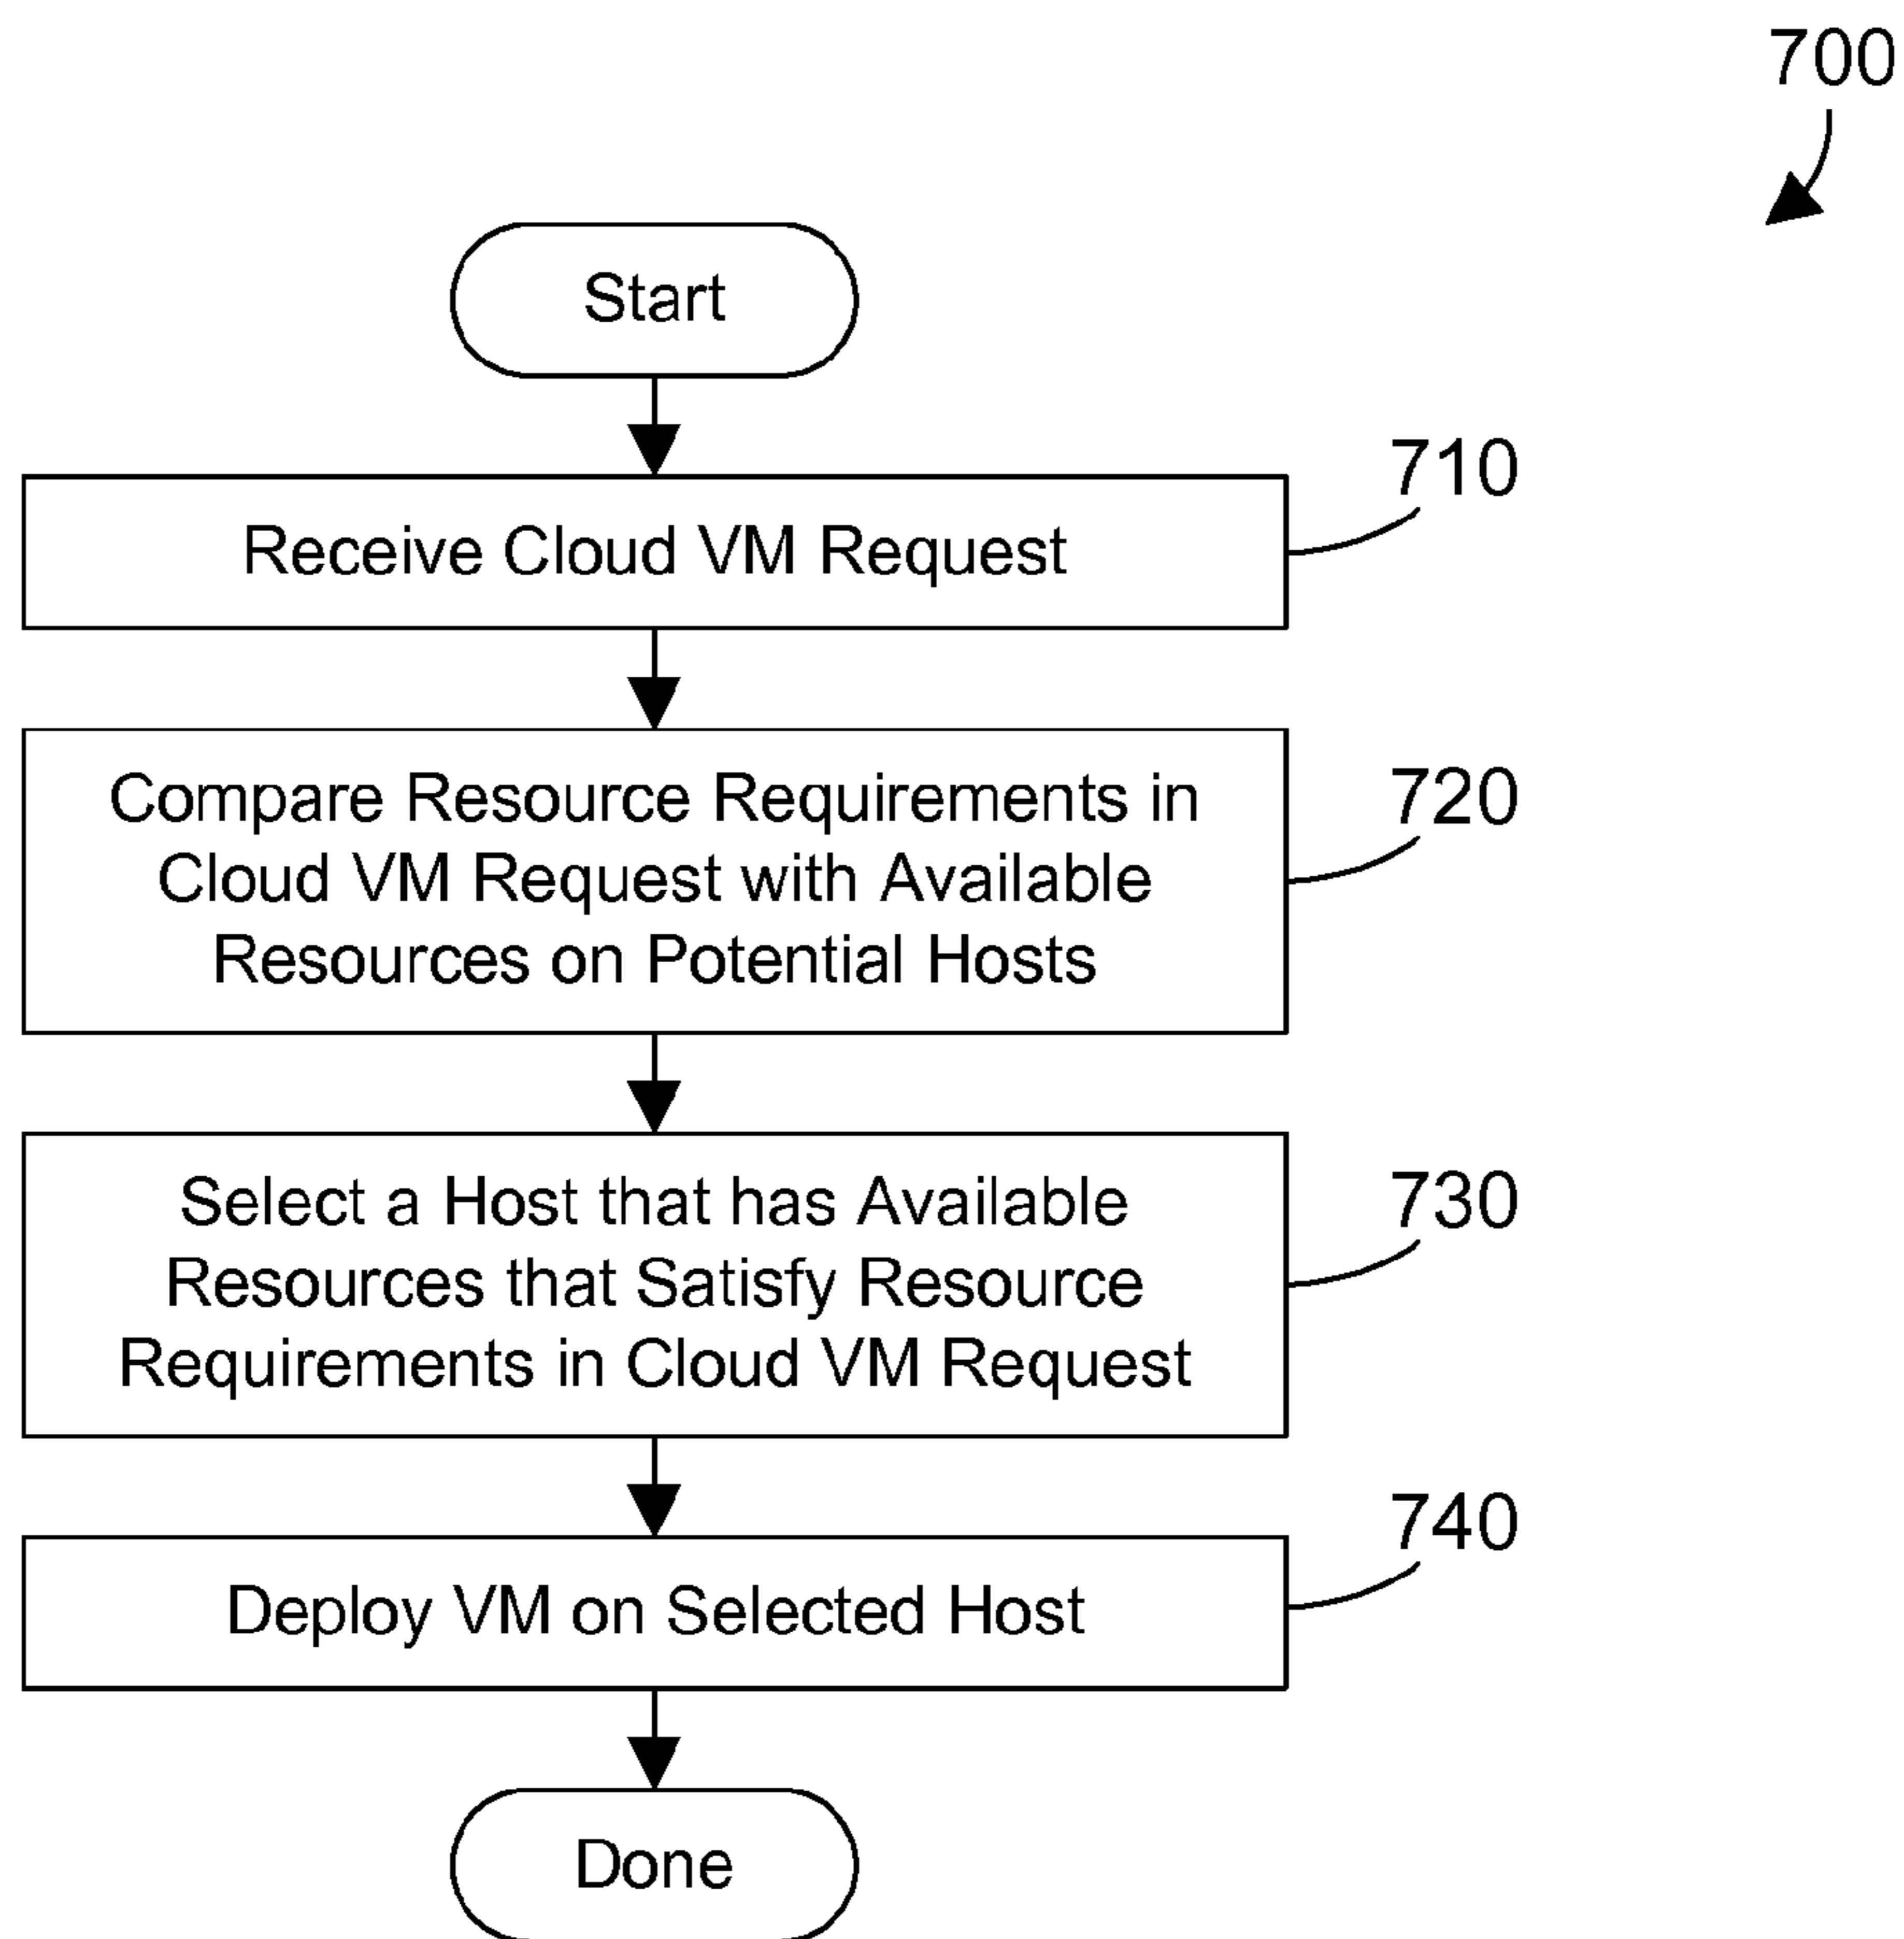 700
Start
710
Receive Cloud VM Request
720
Compare Resource Requirements in
Cloud VM Request with Available
Resources on Potential Hosts
730
Select a Host that has Available
Resources that Satisfy Resource
Requirements in Cloud VM Request
740
Deploy VM on Selected Host
Done